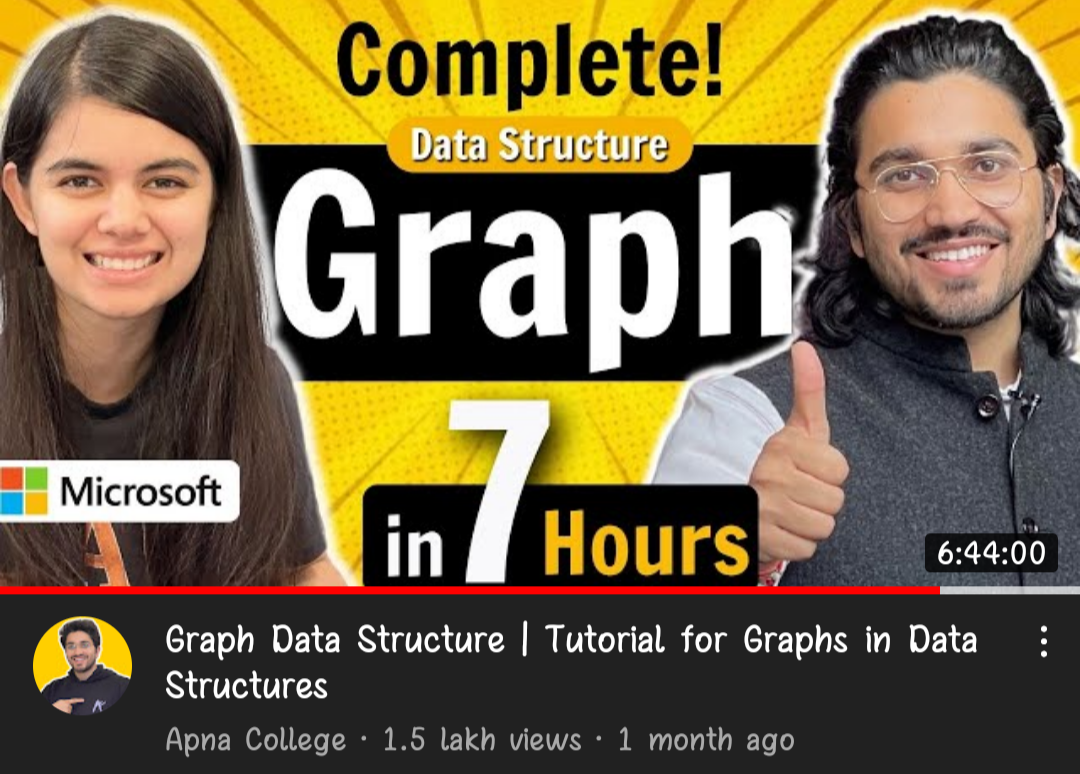 Complete!
Data Structure
Graph
Microsoft
in 7 Hours
6:44:00
Graph Data Structure | Tutorial for Graphs in Data
Structures
Apna College · 1.5 lakh views · 1 month ago